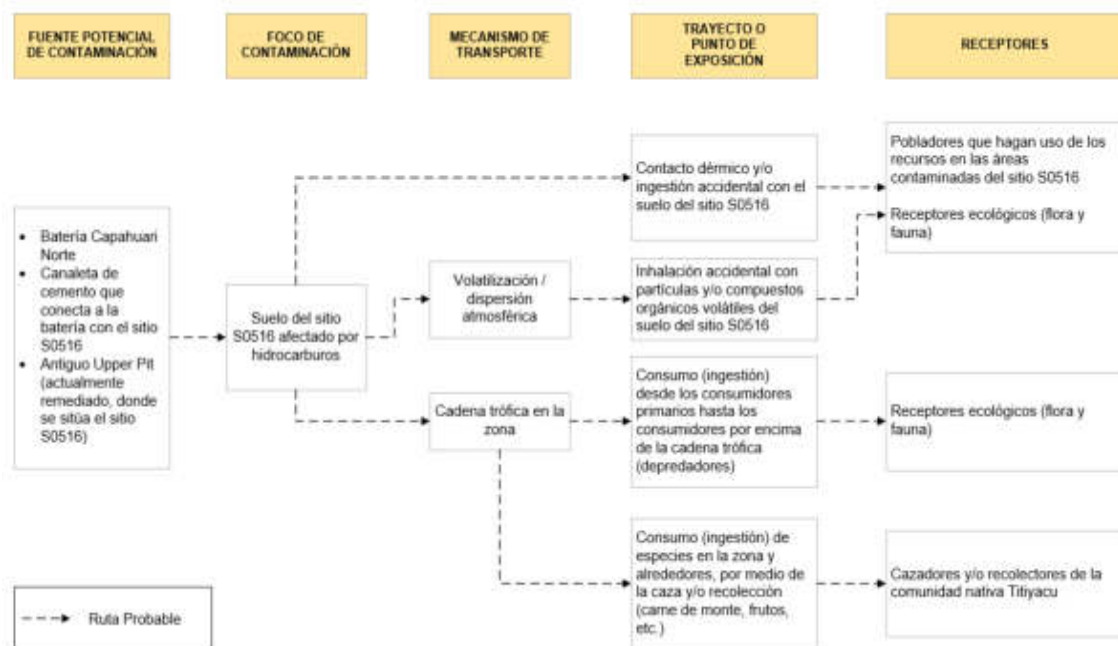 FUENTE POTENCIAL
DE CONTAMINACIÓN
FOCO DE
CONTAMINACIÓN
MECANISMO DE
TRANSPORTE
TRAYECTO O
PUNTO DE
EXPOSICIÓN
RECEPTORES
• Batería Capahuari
Norte
• Canaleta de
cemento que
conecta a la
batería con el sitio
S0516
• Antiguo Upper Pit
(actualmente
remediado, donde
se sitúa el sitio
S0516)
Suelo del sitio
S0516 afectado por
hidrocarburos
Volatilización /
dispersión
atmosférica
Cadena trófica en la
zona
Contacto dérmico y/o
ingestión accidental con el
suelo del sitio S0516
Inhalación accidental con
partículas y/o compuestos
orgánicos volátiles del
suelo del sitio S0516
Consumo (ingestión)
desde los consumidores
primarios hasta los
consumidores por encima
de la cadena trófica
(depredadores)
Consumo (ingestión) de
especies en la zona y
alrededores, por medio de
la caza y/o recolección
(carne de monte, frutos,
etc.)
Pobladores que hagan uso de los
recursos en las áreas
contaminadas del sitio S0516
Receptores ecológicos (flora y
fauna)
Receptores ecológicos (flora y
fauna)
Cazadores y/o recolectores de la
comunidad nativa Titiyacu
Ruta Probable